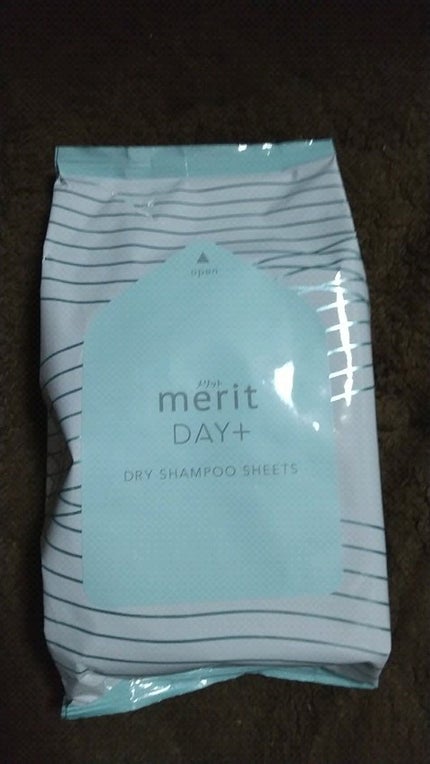 open
メリット
merit
DAY+
DRY SHAMPOO SHEETS